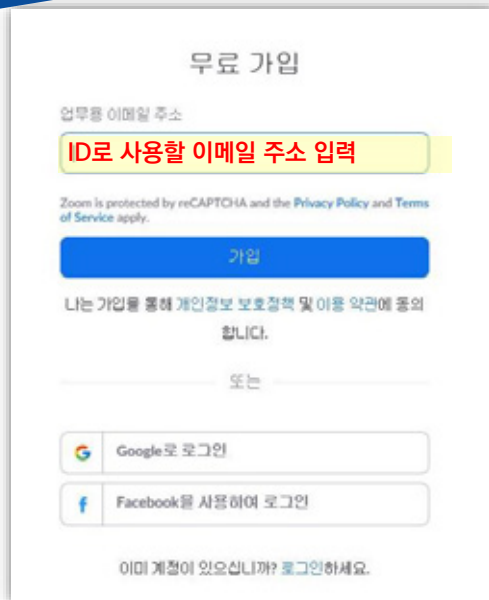 무료 가입
업무용 이메일 주소
ID로 사용할 이메일 주소 입력
Zoom is protected by reCAPTCHA and the Privacy Policy and Terms
of Service apply.
가입
나는 가입을 통해 개인정보 보호정책 및 이용 약관에 동의
합니다.
또는
Google로 로그인
Facebook을 사용하여 로그인
이미 계정이 있으십니까? 로그인하세요.